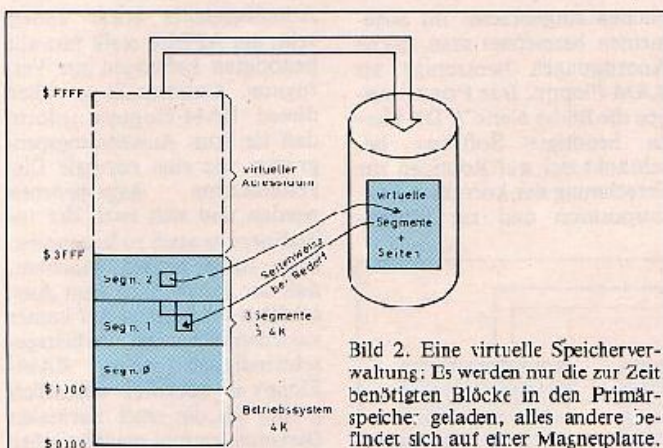 $FFFF
virtueller
Adressraum
virtuelle
Segmente
+
Seiten
$3FFF
Seitenweise
bei Bedarf
Segm. 2
Segm. 1
3 Segmente
à 4K
Segm. Ø
$1000
Betriebssystem
4K
$0000
Bild 2. Eine virtuelle Speicherver-
waltung: Es werden nur die zur Zeit
benötigten Blöcke in den Primär-
speicher geladen, alles andere be-
findet sich auf einer Magnetplatte.